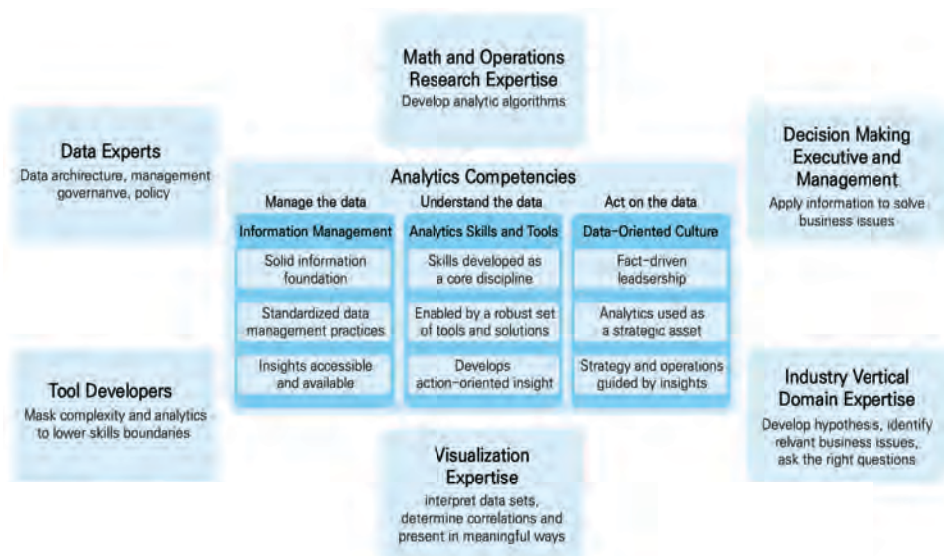 Math and Operations
Research Expertise
Develop analytic algorithms
Data Experts
Data architecture, management
governanve, policy
Decision Making
Executive and
Management
Apply information to solve
business issues
Analytics Competencies
Manage the data
Understand the data
Act on the data
Information Management
Analytics Skills and Tools
Data-Oriented Culture
Solid information
foundation
Skills developed as
a core discipline
Fact-driven
leadsership
Standardized data
management practices
Enabled by a robust set
of tools and solutions
Analytics used as
a strategic asset
Insights accessible
and available
Develops
action-oriented insight
Strategy and operations
guided by insights
Tool Developers
Mask complexity and analytics
to lower skills boundaries
Industry Vertical
Domain Expertise
Develop hypothesis, identify
relvant business issues,
ask the right questions
Visualization
Expertise
interpret data sets,
determine correlations and
present in meaningful ways